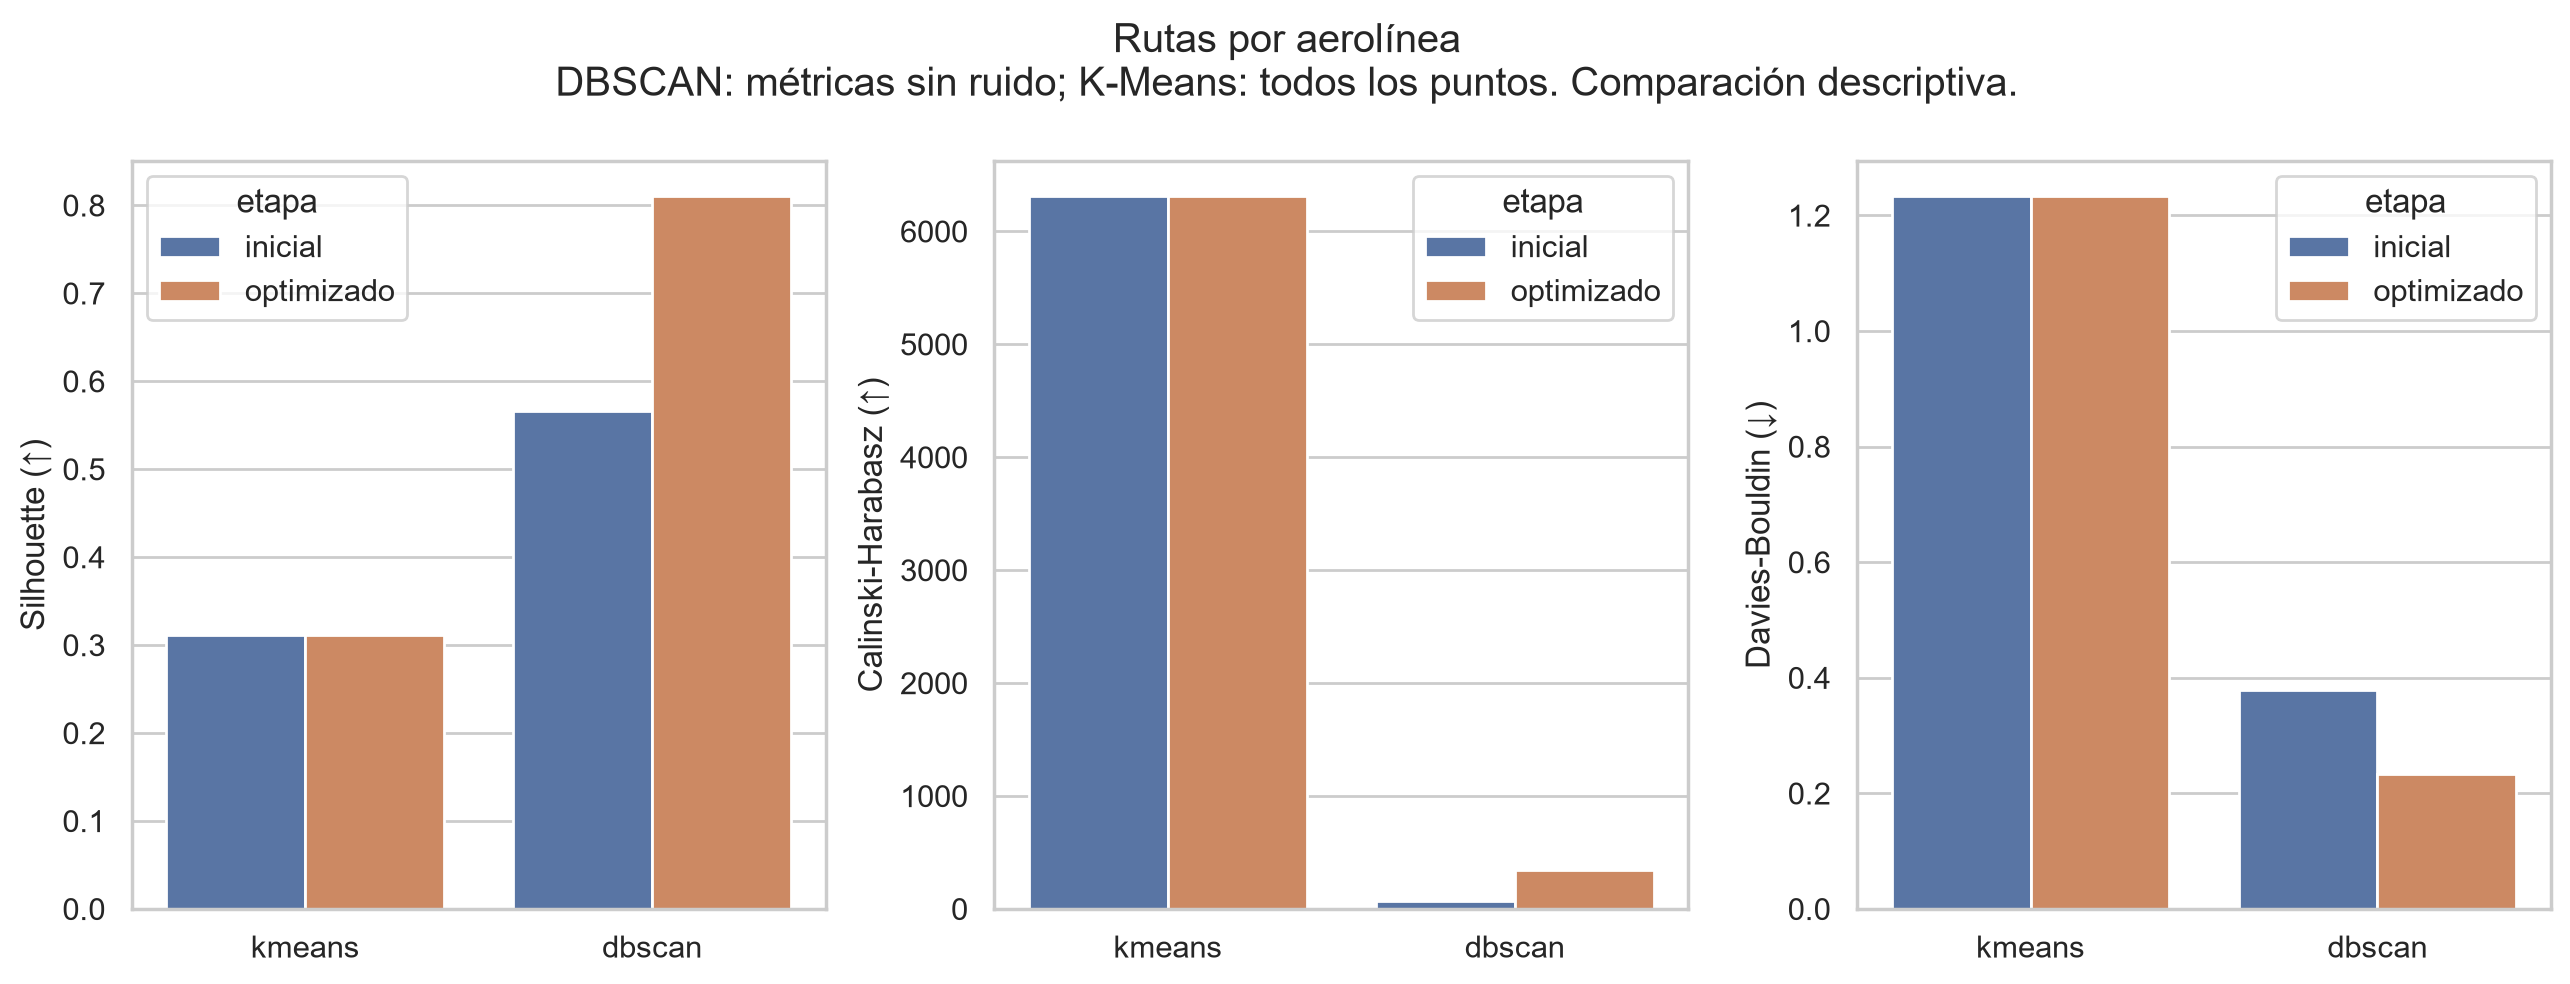 Rutas por aerolínea
DBSCAN: métricas sin ruido; K-Means: todos los puntos. Comparación descriptiva.
Silhouette (↑)
0.8
0.7
0.6
0.5
0.4
0.3
0.2
0.1
0.0
etapa
inicial
optimizado
kmeans
dbscan
Calinski-Harabasz (↑)
6000
5000
4000
3000
2000
1000
0
etapa
inicial
optimizado
kmeans
dbscan
Davies-Bouldin (↓)
1.2
1.0
0.8
0.6
0.4
0.2
0.0
etapa
inicial
optimizado
kmeans
dbscan